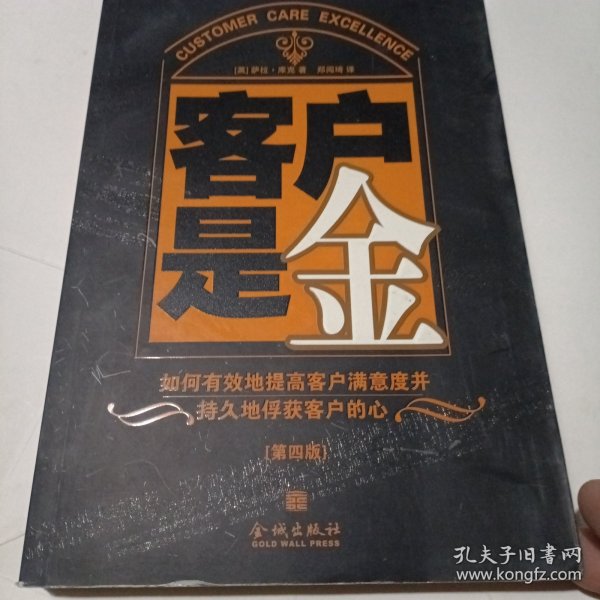 CUSTOMER CARE EXCELLENCE
[英]萨拉·库克 著 郑闻琦 译
客户
是金
如何有效地提高客户满意度并
持久地俘获客户的心
[第四版]
金城出版社
GOLD WALL PRESS
孔夫子旧书网
www.kongfz.com